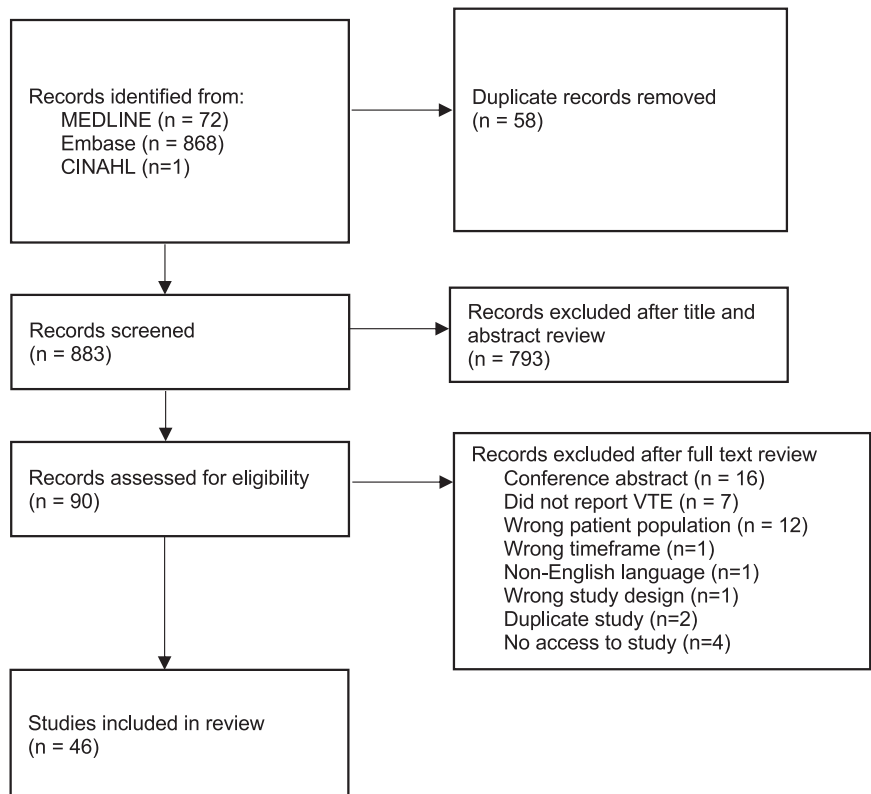 Records identified from:
MEDLINE (n = 72)
Embase (n = 868)
CINAHL (n=1)
Duplicate records removed
(n = 58)
Records screened
(n = 883)
Records excluded after title and
abstract review
(n = 793)
Records assessed for eligibility
(n = 90)
Records excluded after full text review
Conference abstract (n = 16)
Did not report VTE (n = 7)
Wrong patient population (n = 12)
Wrong timeframe (n=1)
Non-English language (n=1)
Wrong study design (n=1)
Duplicate study (n=2)
No access to study (n=4)
Studies included in review
(n = 46)